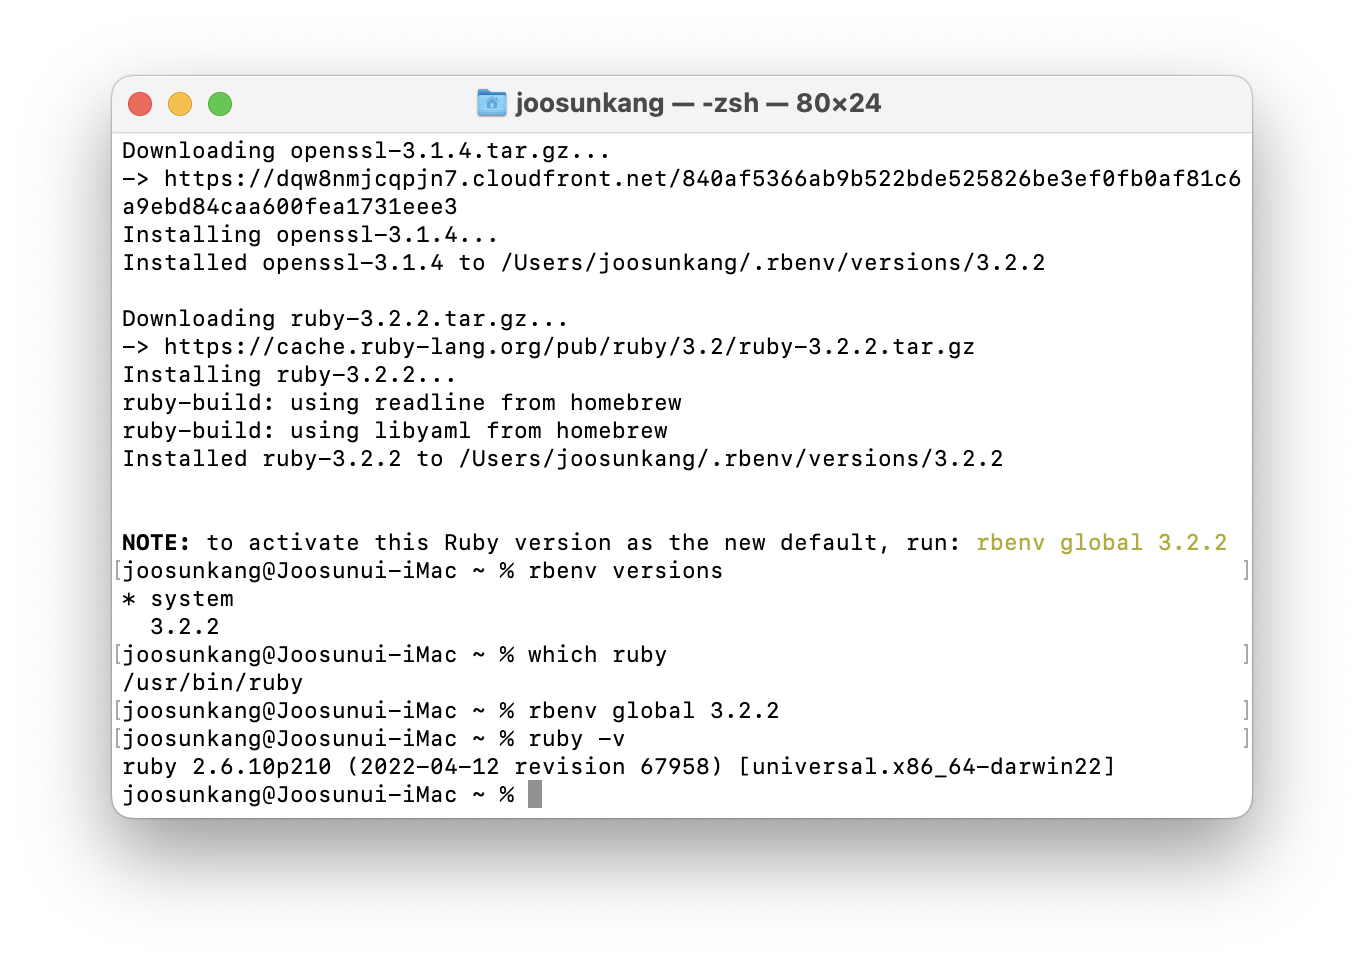 joosunkang — -zsh — 80×24
Downloading openssl-3.1.4.tar.gz...
-> https://dqw8nmjcqpjn7.cloudfront.net/840af5366ab9b522bde525826be3ef0fb0af81c6
a9ebd84caa600fea1731eee3
Installing openssl-3.1.4...
Installed openssl-3.1.4 to /Users/joosunkang/.rbenv/versions/3.2.2
Downloading ruby-3.2.2.tar.gz...
-> https://cache.ruby-lang.org/pub/ruby/3.2/ruby-3.2.2.tar.gz
Installing ruby-3.2.2...
ruby-build: using readline from homebrew
ruby-build: using libyaml from homebrew
Installed ruby-3.2.2 to /Users/joosunkang/.rbenv/versions/3.2.2
NOTE: to activate this Ruby version as the new default, run: rbenv global 3.2.2
[joosunkang@Joosunui-iMac ~ % rbenv versions ]
* system
  3.2.2
[joosunkang@Joosunui-iMac ~ % which ruby ]
/usr/bin/ruby
[joosunkang@Joosunui-iMac ~ % rbenv global 3.2.2 ]
[joosunkang@Joosunui-iMac ~ % ruby -v ]
ruby 2.6.10p210 (2022-04-12 revision 67958) [universal.x86_64-darwin22]
joosunkang@Joosunui-iMac ~ %